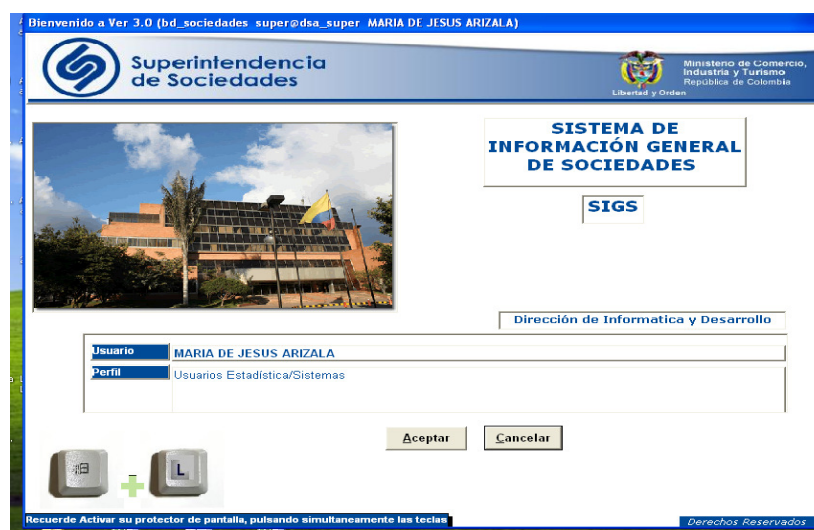 Bienvenido a Ver 3.0 (bd_sociedades super@dsa_super MARIA DE JESUS ARIZALA)
Superintendencia
de Sociedades
Libertad y Orden
Ministerio de Comercio,
Industria y Turismo
República de Colombia
SISTEMA DE
INFORMACIÓN GENERAL
DE SOCIEDADES
SIGS
Dirección de Informatica y Desarrollo
Usuario MARIA DE JESUS ARIZALA
Perfil Usuarios Estadística/Sistemas
Aceptar Cancelar
L
Recuerde Activar su protector de pantalla, pulsando simultaneamente las teclas
Derechos Reservados